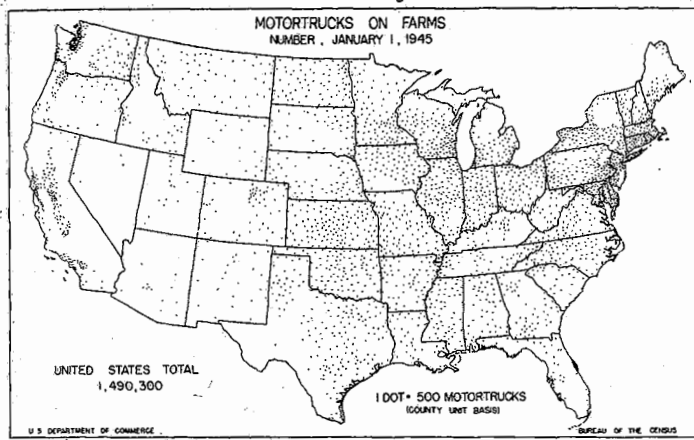 MOTORTRUCKS ON FARMS
NUMBER, JANUARY 1, 1945
UNITED STATES TOTAL
1,490,300
1 DOT = 500 MOTORTRUCKS
(COUNTY UNIT BASIS)
U S DEPARTMENT OF COMMERCE
BUREAU OF THE CENSUS